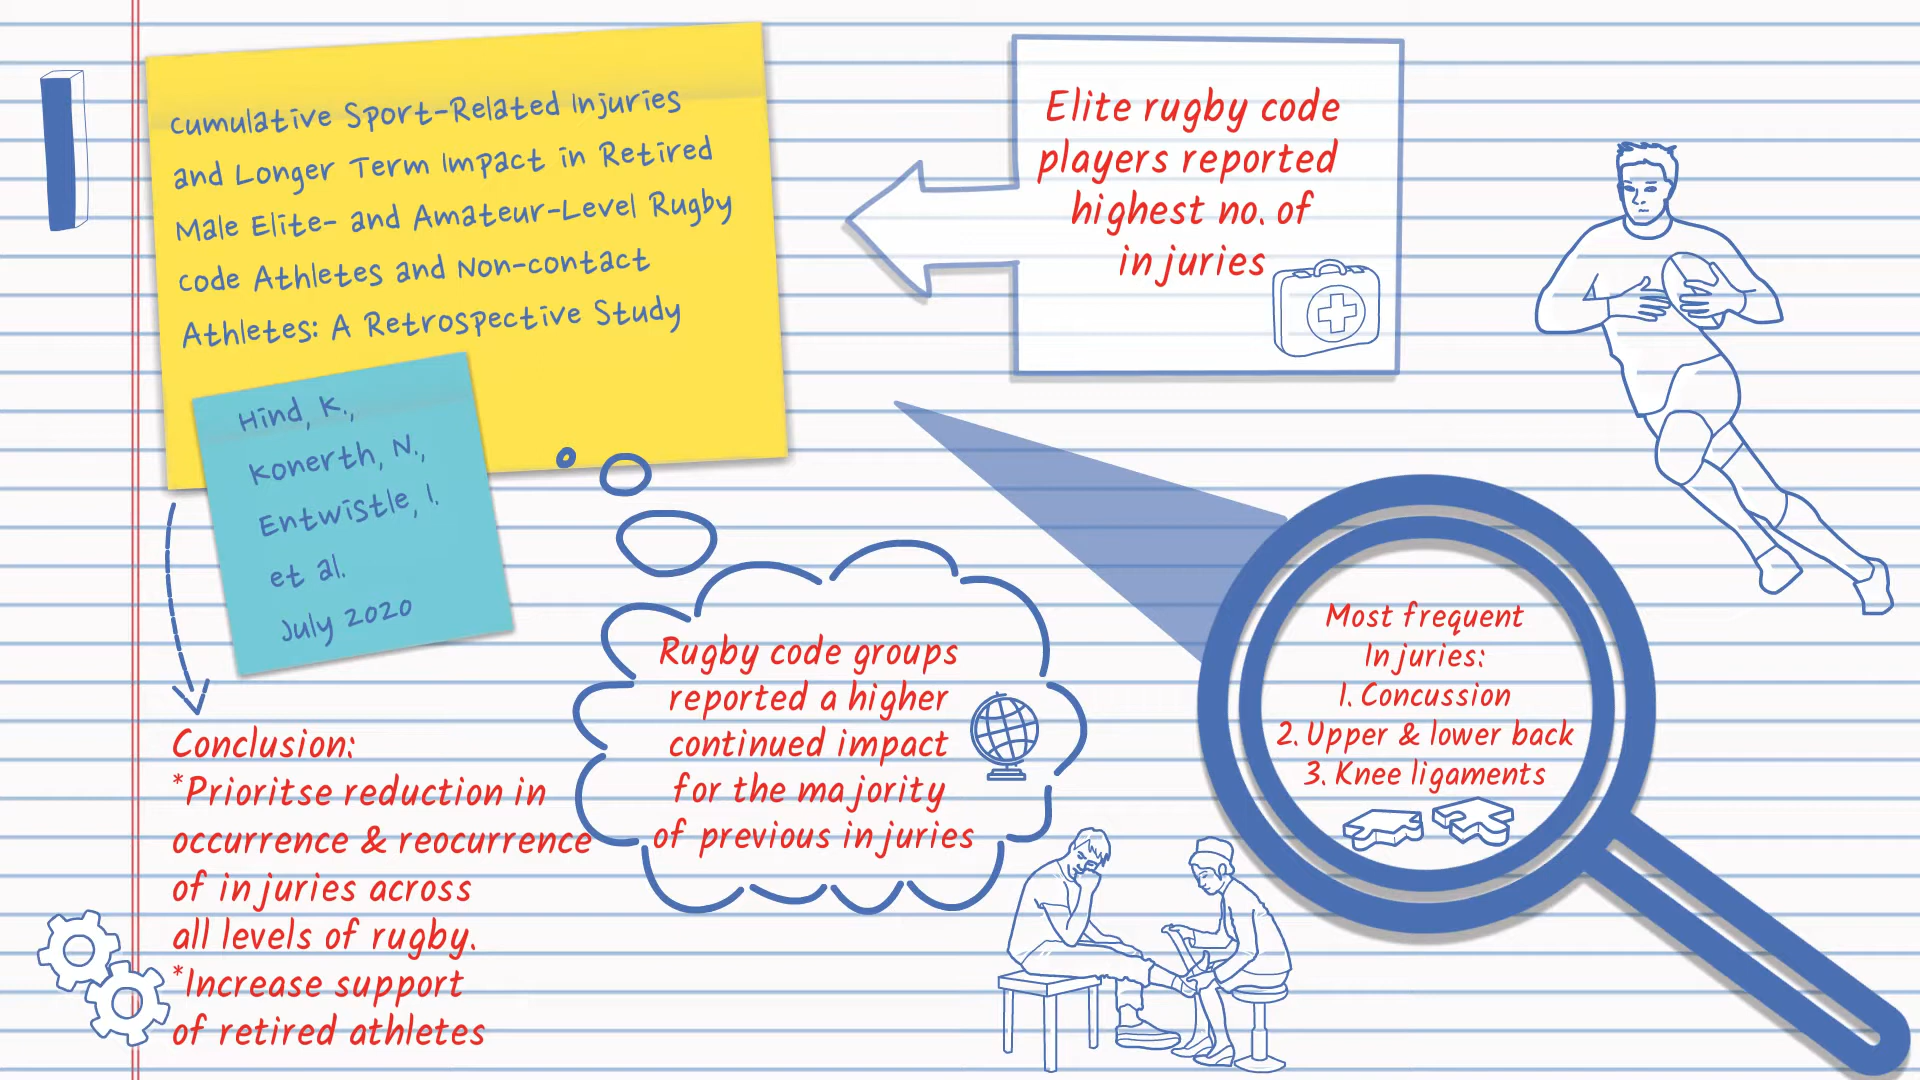 Cumulative Sport-Related Injuries
and Longer Term Impact in Retired
Male Elite- and Amateur-Level Rugby
code Athletes and Non-contact
Athletes: A Retrospective Study
Hind, K.,
Konerth, N.,
Entwistle, I.
et al.
July 2020
Elite rugby code
players reported
highest no. of
injuries
Most frequent
Injuries:
1. Concussion
2. Upper & lower back
3. Knee ligaments
Rugby code groups
reported a higher
continued impact
for the majority
of previous injuries
Conclusion:
*Prioritse reduction in
occurrence & reocurrence
of injuries across
all levels of rugby.
*Increase support
of retired athletes